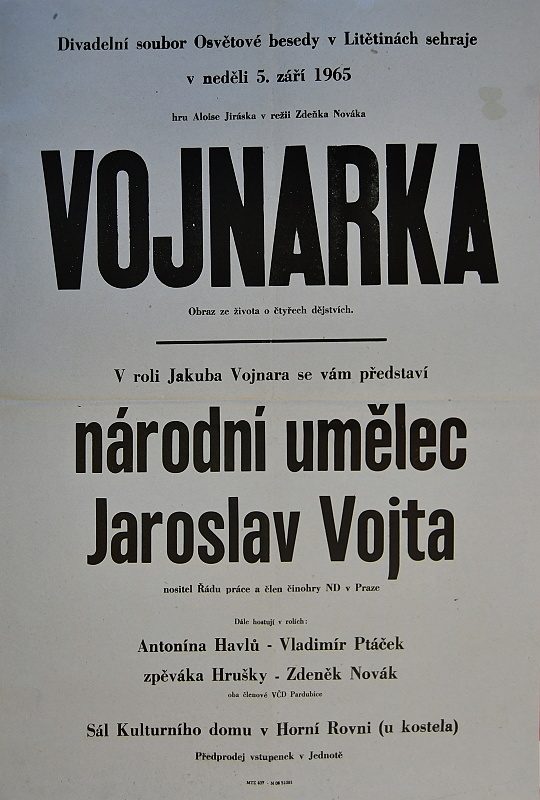 Divadelní soubor Osvětové besedy v Litětinách sehraje
v neděli 5. září 1965
hru Aloise Jiráska v režii Zdeňka Nováka
VOJNARKA
Obraz ze života o čtyřech dějstvích.
V roli Jakuba Vojnara se vám představí
národní umělec
Jaroslav Vojta
nositel Řádu práce a člen činohry ND v Praze
Dále hostují v rolích:
Antonína Havlů - Vladimír Ptáček
zpěváka Hrušky - Zdeněk Novák
oba členové VČD Pardubice
Sál Kulturního domu v Horní Rovni (u kostela)
Předprodej vstupenek v Jednotě